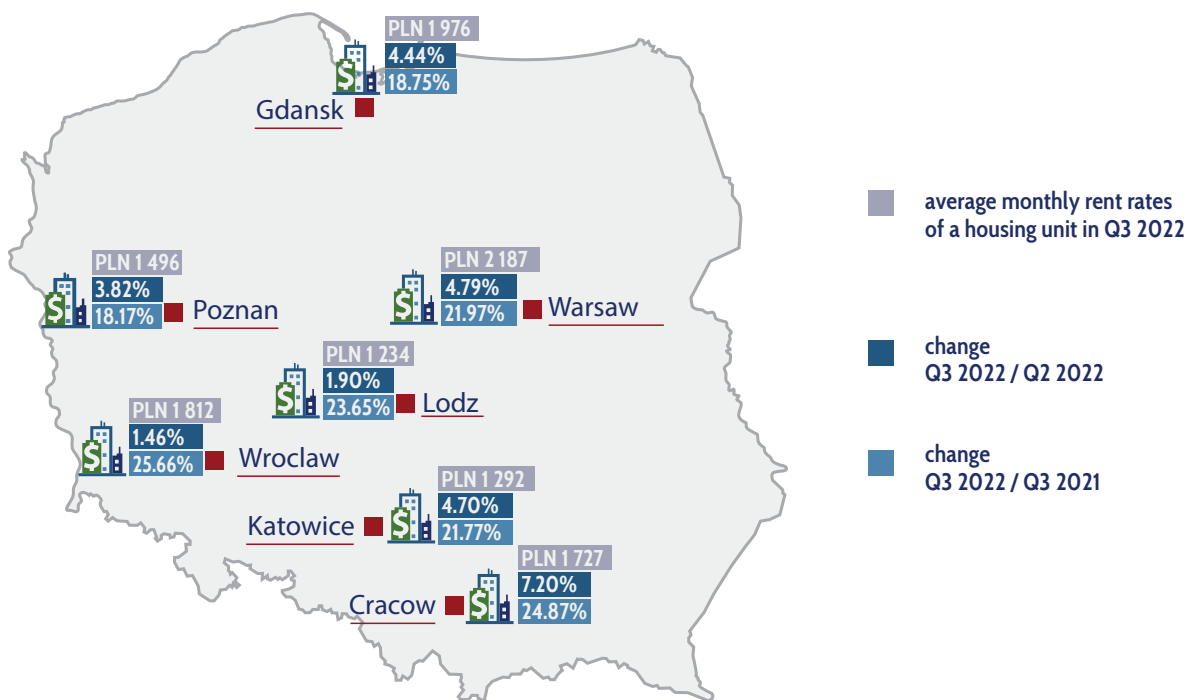 PLN 1 976
4.44%
18.75%
Gdansk
PLN 1 496
3.82%
18.17%
Poznan
PLN 2 187
4.79%
21.97%
Warsaw
PLN 1 234
1.90%
23.65%
Lodz
PLN 1 812
1.46%
25.66%
Wroclaw
PLN 1 292
4.70%
21.77%
Katowice
PLN 1 727
7.20%
24.87%
Cracow
average monthly rent rates
of a housing unit in Q3 2022
change
Q3 2022 / Q2 2022
change
Q3 2022 / Q3 2021